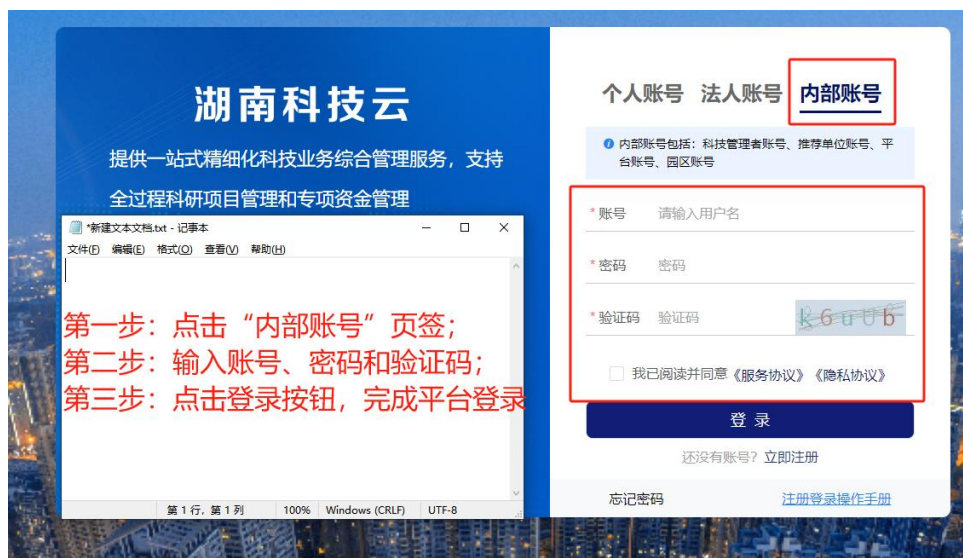 湖南科技云
提供一站式精细化科技业务综合管理服务，支持
全过程科研项目管理和专项资金管理
*新建文本文档.txt - 记事本
文件(F) 编辑(E) 格式(O) 查看(V) 帮助(H)
第一步：点击“内部账号”页签；
第二步：输入账号、密码和验证码；
第三步：点击登录按钮，完成平台登录
第 1 行，第 1 列 100% Windows (CRLF) UTF-8
个人账号 法人账号 内部账号
内部账号包括：科技管理者账号、推荐单位账号、平
台账号、园区账号
*账号 请输入用户名
*密码 密码
*验证码 验证码 k6uUb
我已阅读并同意《服务协议》《隐私协议》
登 录
还没有账号？立即注册
忘记密码 注册登录操作手册